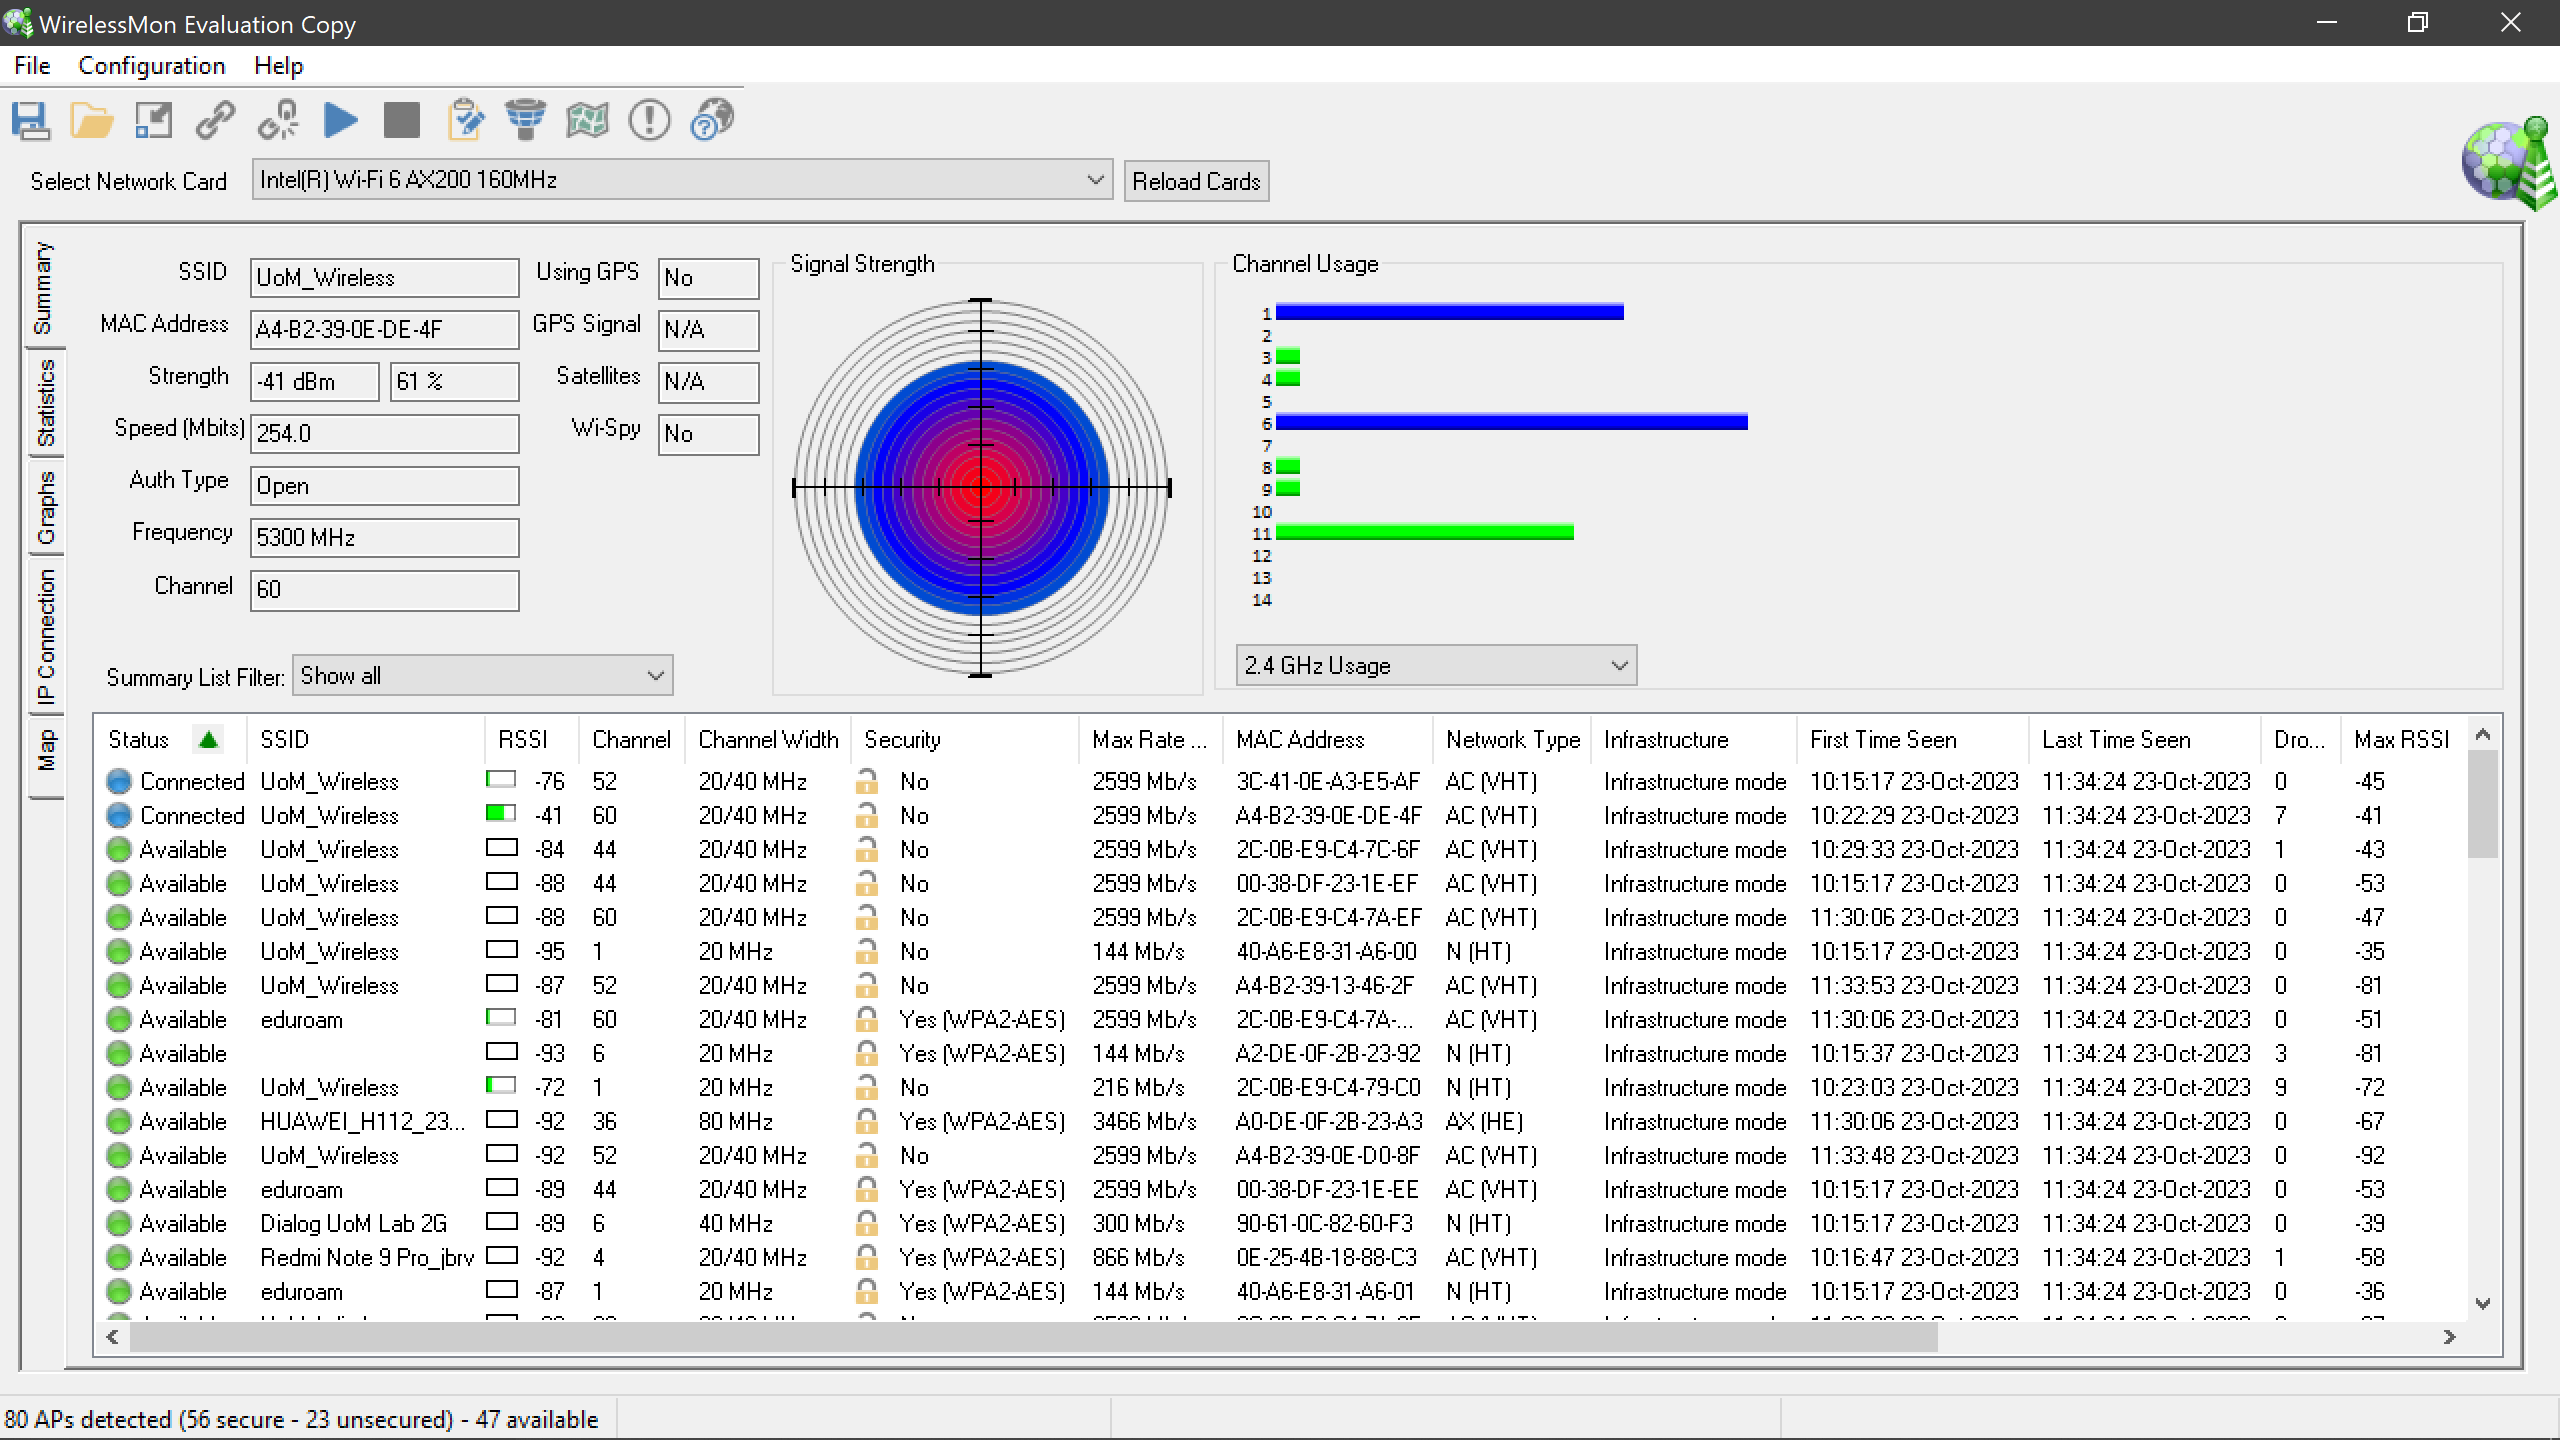 WirelessMon Evaluation Copy
File Configuration Help
Select Network Card Intel(R) Wi-Fi 6 AX200 160MHz Reload Cards
Summary
Statistics
Graphs
IP Connection
Map
SSID UoM_Wireless Using GPS No
MAC Address A4-B2-39-0E-DE-4F GPS Signal N/A
Strength -41 dBm 61 % Satellites N/A
Speed (Mbits) 254.0 Wi-Spy No
Auth Type Open
Frequency 5300 MHz
Channel 60
Summary List Filter: Show all
Signal Strength
Channel Usage
1
2
3
4
5
6
7
8
9
10
11
12
13
14
2.4 GHz Usage
Status SSID RSSI Channel Channel Width Security Max Rate ... MAC Address Network Type Infrastructure First Time Seen Last Time Seen Dro... Max RSSI
Connected UoM_Wireless -76 52 20/40 MHz No 2599 Mb/s 3C-41-0E-A3-E5-AF AC (VHT) Infrastructure mode 10:15:17 23-Oct-2023 11:34:24 23-Oct-2023 0 -45
Connected UoM_Wireless -41 60 20/40 MHz No 2599 Mb/s A4-B2-39-0E-DE-4F AC (VHT) Infrastructure mode 10:22:29 23-Oct-2023 11:34:24 23-Oct-2023 7 -41
Available UoM_Wireless -84 44 20/40 MHz No 2599 Mb/s 2C-0B-E9-C4-7C-6F AC (VHT) Infrastructure mode 10:29:33 23-Oct-2023 11:34:24 23-Oct-2023 1 -43
Available UoM_Wireless -88 44 20/40 MHz No 2599 Mb/s 00-38-DF-23-1E-EF AC (VHT) Infrastructure mode 10:15:17 23-Oct-2023 11:34:24 23-Oct-2023 0 -53
Available UoM_Wireless -88 60 20/40 MHz No 2599 Mb/s 2C-0B-E9-C4-7A-EF AC (VHT) Infrastructure mode 11:30:06 23-Oct-2023 11:34:24 23-Oct-2023 0 -47
Available UoM_Wireless -95 1 20 MHz No 144 Mb/s 40-A6-E8-31-A6-00 N (HT) Infrastructure mode 10:15:17 23-Oct-2023 11:34:24 23-Oct-2023 0 -35
Available UoM_Wireless -87 52 20/40 MHz No 2599 Mb/s A4-B2-39-13-46-2F AC (VHT) Infrastructure mode 11:33:53 23-Oct-2023 11:34:24 23-Oct-2023 0 -81
Available eduroam -81 60 20/40 MHz Yes (WPA2-AES) 2599 Mb/s 2C-0B-E9-C4-7A-... AC (VHT) Infrastructure mode 11:30:06 23-Oct-2023 11:34:24 23-Oct-2023 0 -51
Available -93 6 20 MHz Yes (WPA2-AES) 144 Mb/s A2-DE-0F-2B-23-92 N (HT) Infrastructure mode 10:15:37 23-Oct-2023 11:34:24 23-Oct-2023 3 -81
Available UoM_Wireless -72 1 20 MHz No 216 Mb/s 2C-0B-E9-C4-79-C0 N (HT) Infrastructure mode 10:23:03 23-Oct-2023 11:34:24 23-Oct-2023 9 -72
Available HUAWEI_H112_23... -92 36 80 MHz Yes (WPA2-AES) 3466 Mb/s A0-DE-0F-2B-23-A3 AX (HE) Infrastructure mode 11:30:06 23-Oct-2023 11:34:24 23-Oct-2023 0 -67
Available UoM_Wireless -92 52 20/40 MHz No 2599 Mb/s A4-B2-39-0E-D0-8F AC (VHT) Infrastructure mode 11:33:48 23-Oct-2023 11:34:24 23-Oct-2023 0 -92
Available eduroam -89 44 20/40 MHz Yes (WPA2-AES) 2599 Mb/s 00-38-DF-23-1E-EE AC (VHT) Infrastructure mode 10:15:17 23-Oct-2023 11:34:24 23-Oct-2023 0 -53
Available Dialog UoM Lab 2G -89 6 40 MHz Yes (WPA2-AES) 300 Mb/s 90-61-0C-82-60-F3 N (HT) Infrastructure mode 10:15:17 23-Oct-2023 11:34:24 23-Oct-2023 0 -39
Available Redmi Note 9 Pro_jbrv -92 4 20/40 MHz Yes (WPA2-AES) 866 Mb/s 0E-25-4B-18-88-C3 AC (VHT) Infrastructure mode 10:16:47 23-Oct-2023 11:34:24 23-Oct-2023 1 -58
Available eduroam -87 1 20 MHz Yes (WPA2-AES) 144 Mb/s 40-A6-E8-31-A6-01 N (HT) Infrastructure mode 10:15:17 23-Oct-2023 11:34:24 23-Oct-2023 0 -36
80 APs detected (56 secure - 23 unsecured) - 47 available